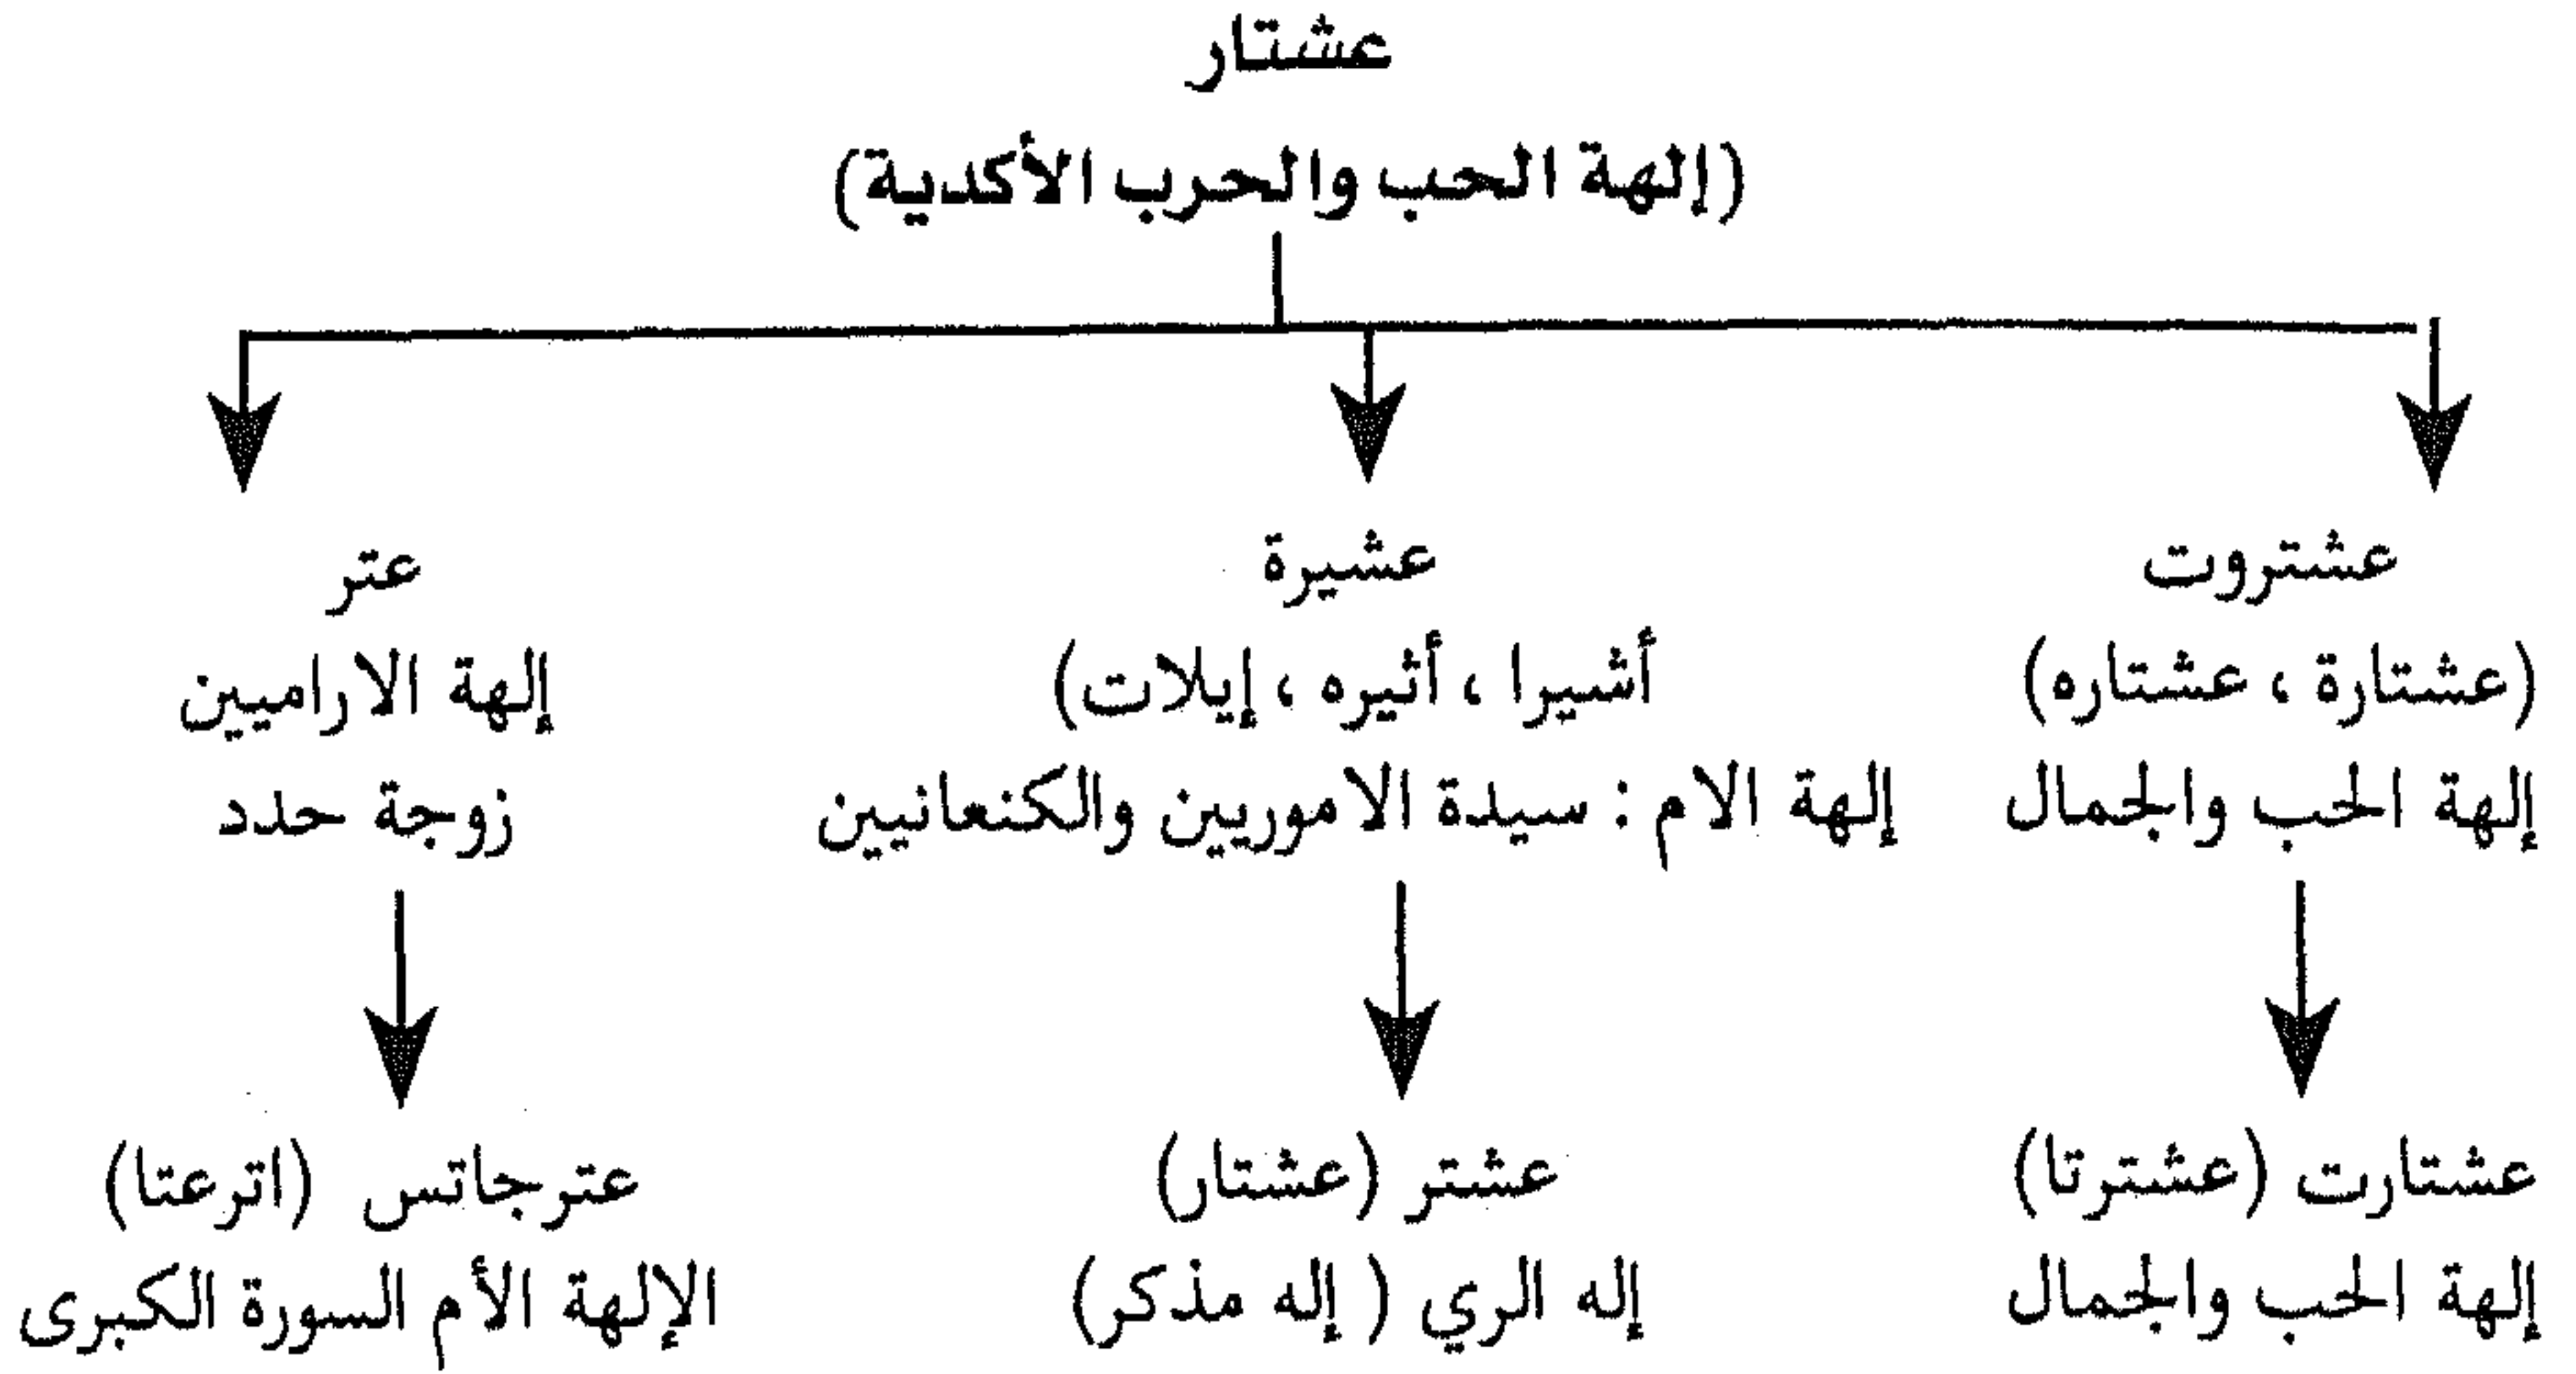 عشتار
(إلهة الحب والحرب الأكدية)
عشتروت
(عشتارة ، عشتاره)
إلهة الحب والجمال
عشيرة
أشيرا ، أثيره ، إيلات)
إلهة الام : سيدة الاموريين والكنعانيين
عتر
إلهة الاراميين
زوجة حدد
عشتارت (عشترتا)
إلهة الحب والجمال
عشتر (عشتار)
إله الري ( إله مذكر)
عترجاتس (اترعتا)
الإلهة الأم السورة الكبرى